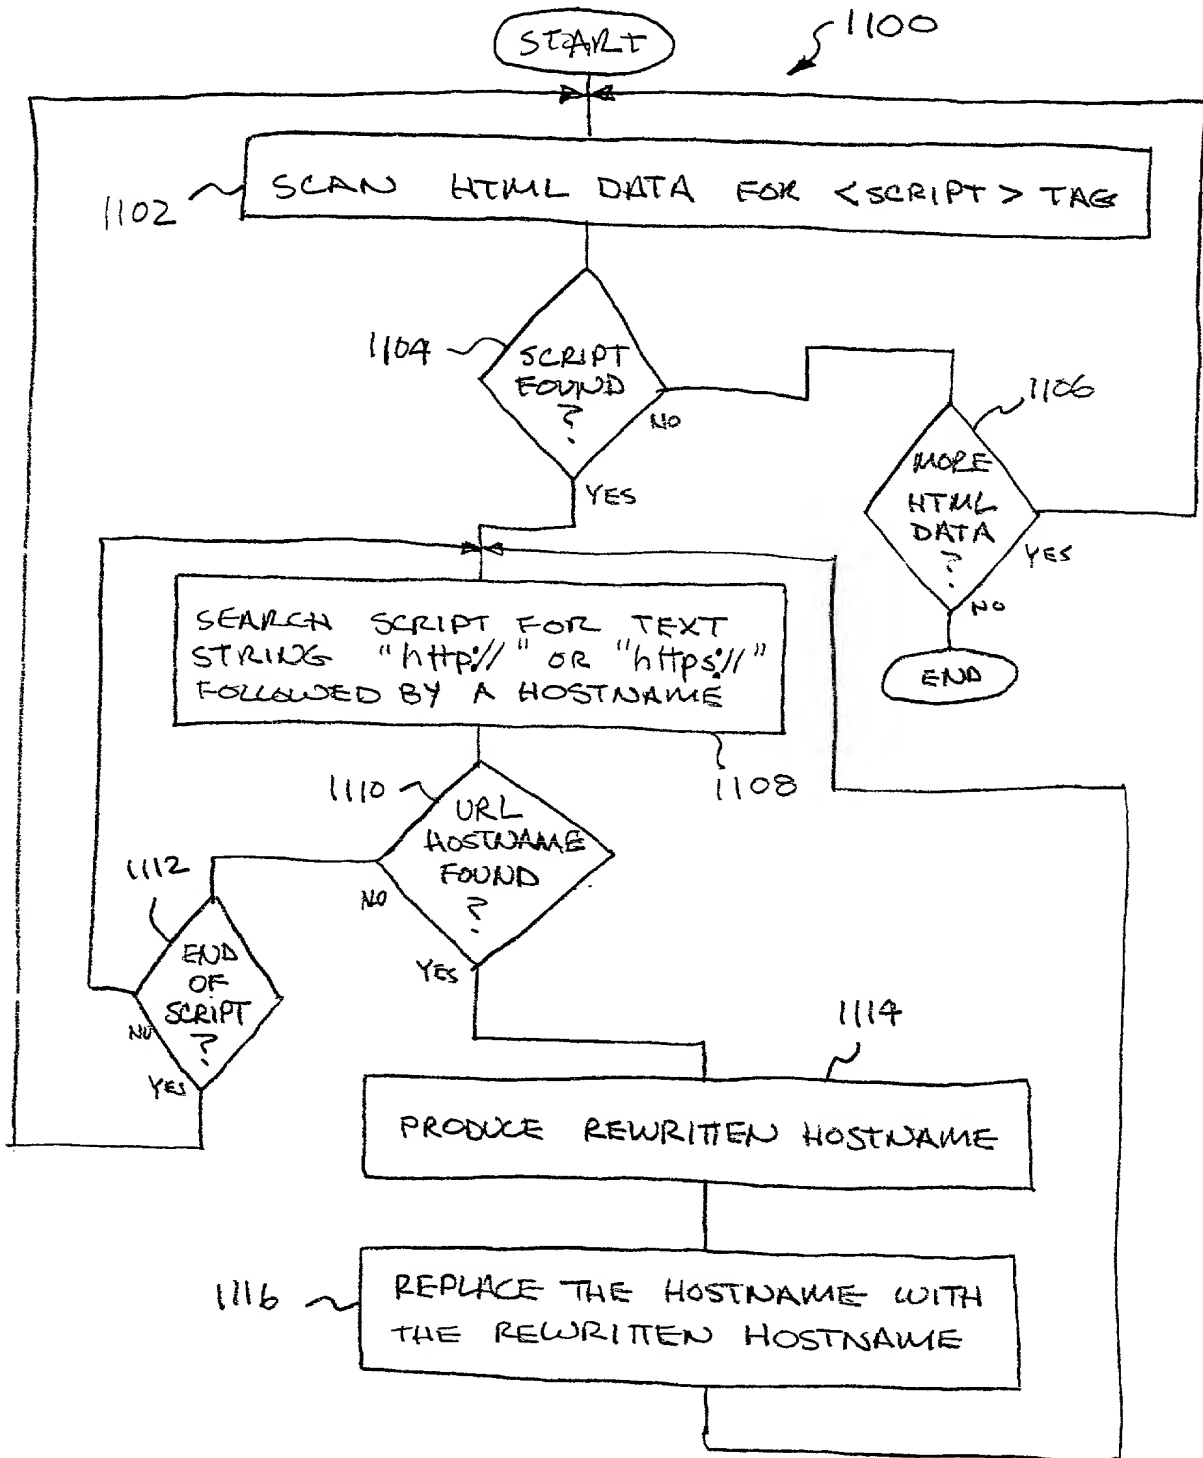 START
1100
1102
SCAN HTML DATA FOR <SCRIPT> TAG
1104
SCRIPT
FOUND
?
NO
YES
1106
MORE
HTML
DATA
?
YES
NO
END
SEARCH SCRIPT FOR TEXT
STRING "http://" OR "https://"
FOLLOWED BY A HOSTNAME
1108
1110
URL
HOSTNAME
FOUND
?
NO
YES
1112
END
OF
SCRIPT
?
NO
YES
1114
PRODUCE REWRITTEN HOSTNAME
1116
REPLACE THE HOSTNAME WITH
THE REWRITTEN HOSTNAME